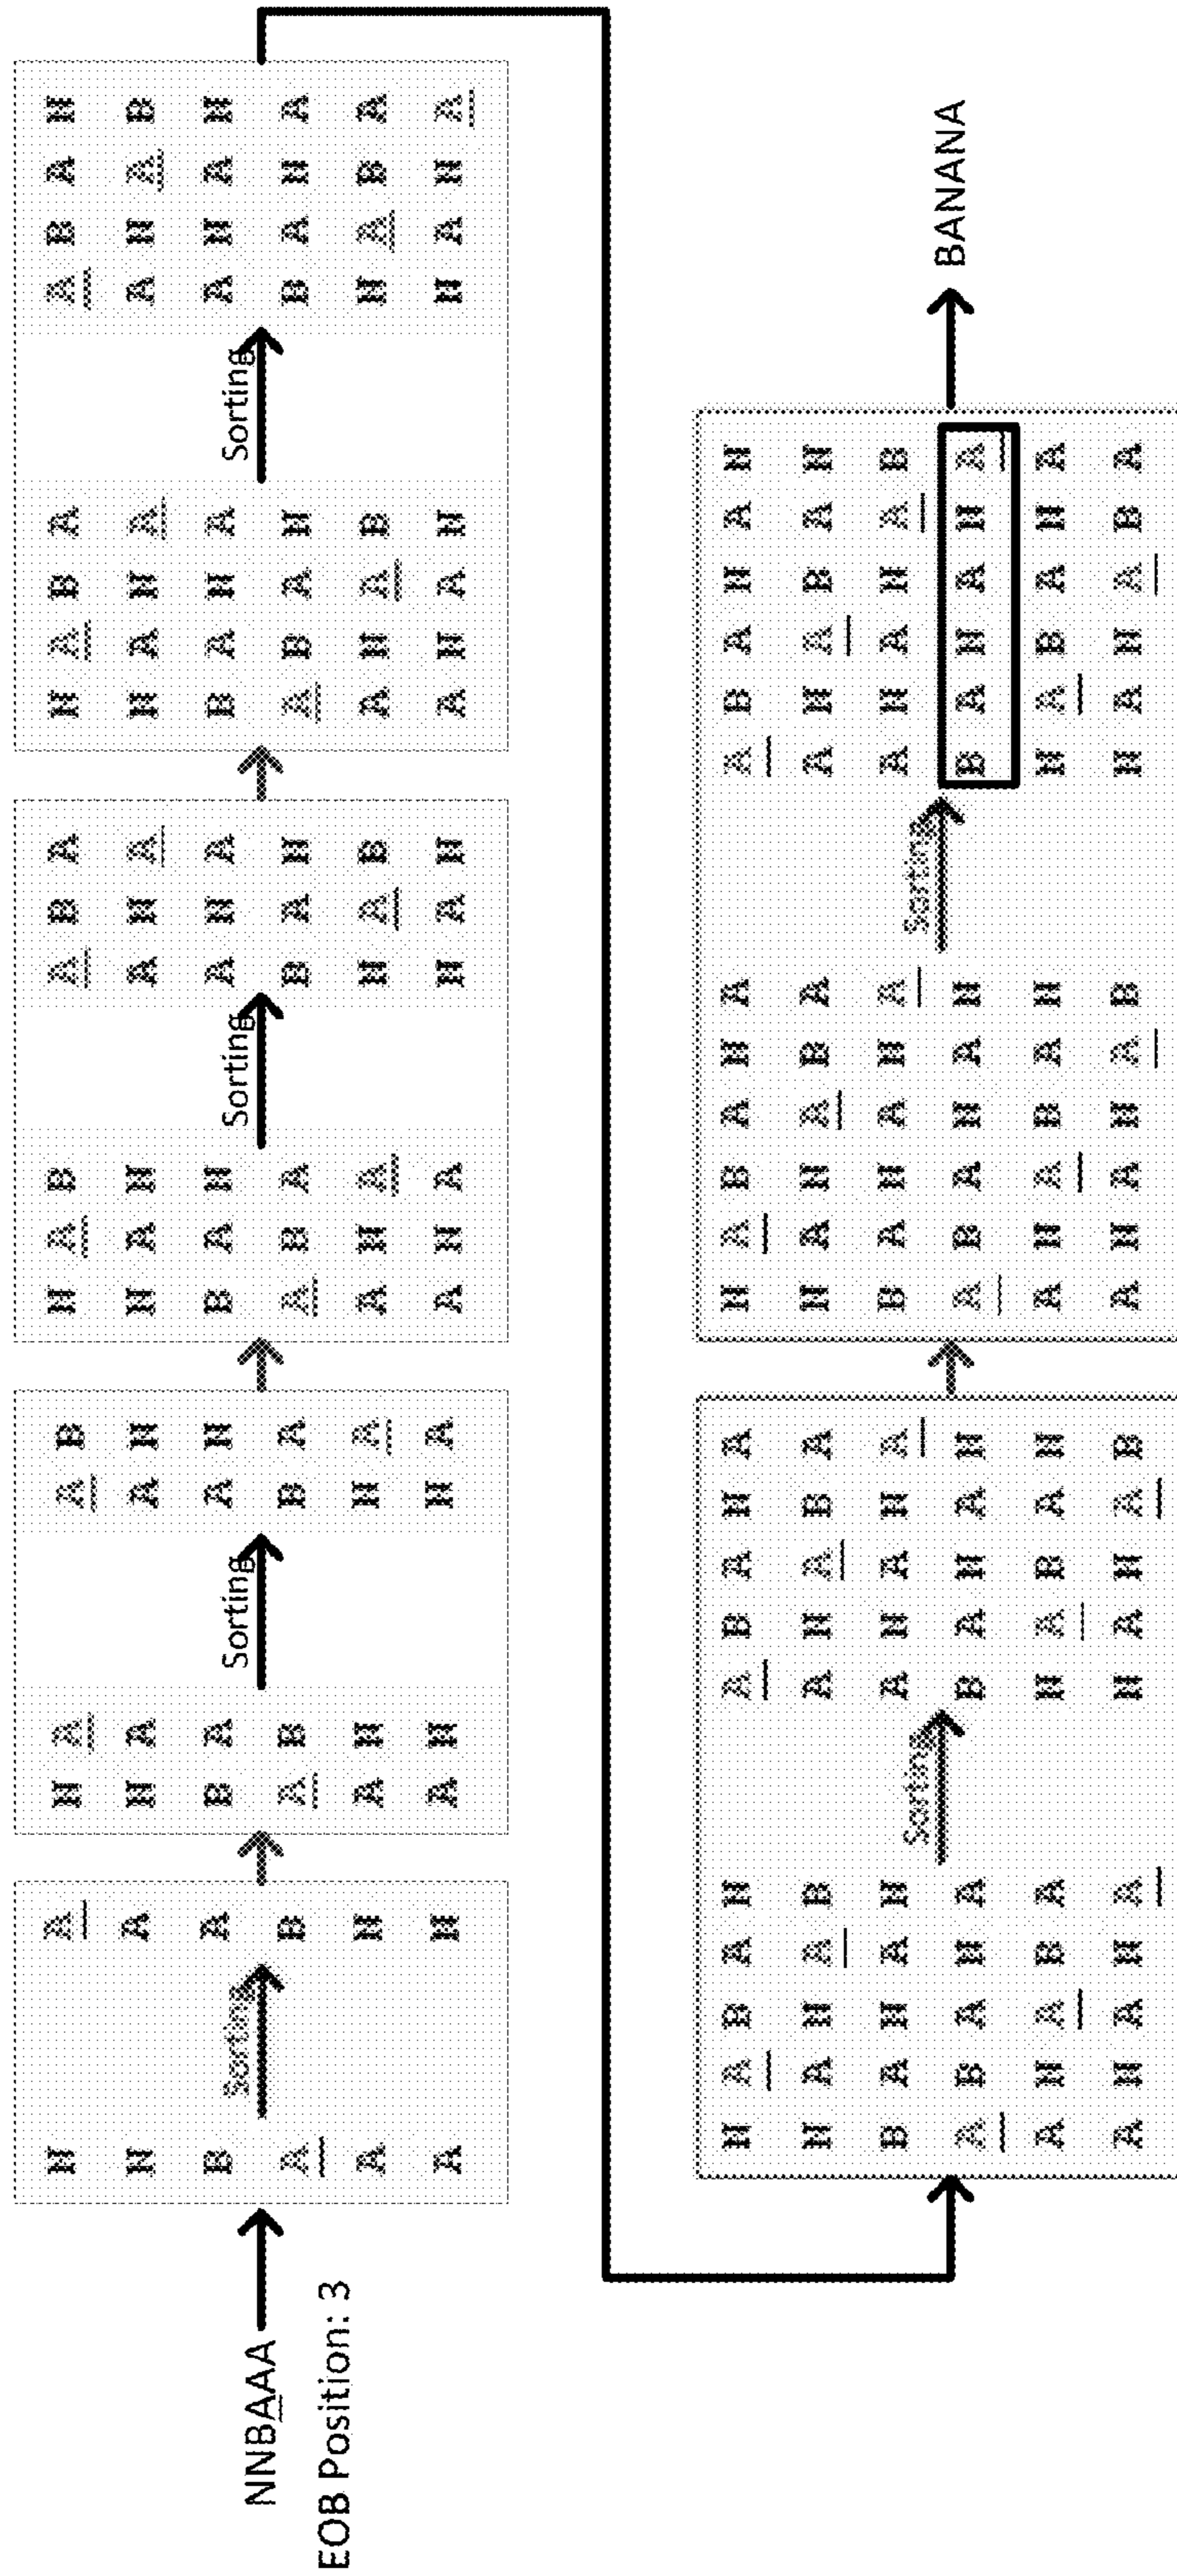 NNBAAA
EOB Position: 3
N
N
B
A
A
A
Sorting
A
A
A
B
N
N
N A
N A
B A
A B
A N
A N
Sorting
A B
A N
A N
B A
N A
N A
N A B
N A N
B A N
A B A
A N A
A N A
Sorting
A B A
A N A
A N A
B A N
N A B
N A N
N A B A
N A N A
B A N A
A B A N
A N A B
A N A N
Sorting
A B A N
A N A B
A N A N
B A N A
N A B A
N A N A
N A B A N
N A N A B
B A N A N
A B A N A
A N A B A
A N A N A
Sorting
A B A N A
A N A B A
A N A N A
B A N A N
N A B A N
N A N A B
N A B A N A
N A N A B A
B A N A N A
A B A N A N
A N A B A N
A N A N A B
Sorting
A B A N A N
A N A B A N
A N A N A B
B A N A N A
N A B A N A
N A N A B A
BANANA